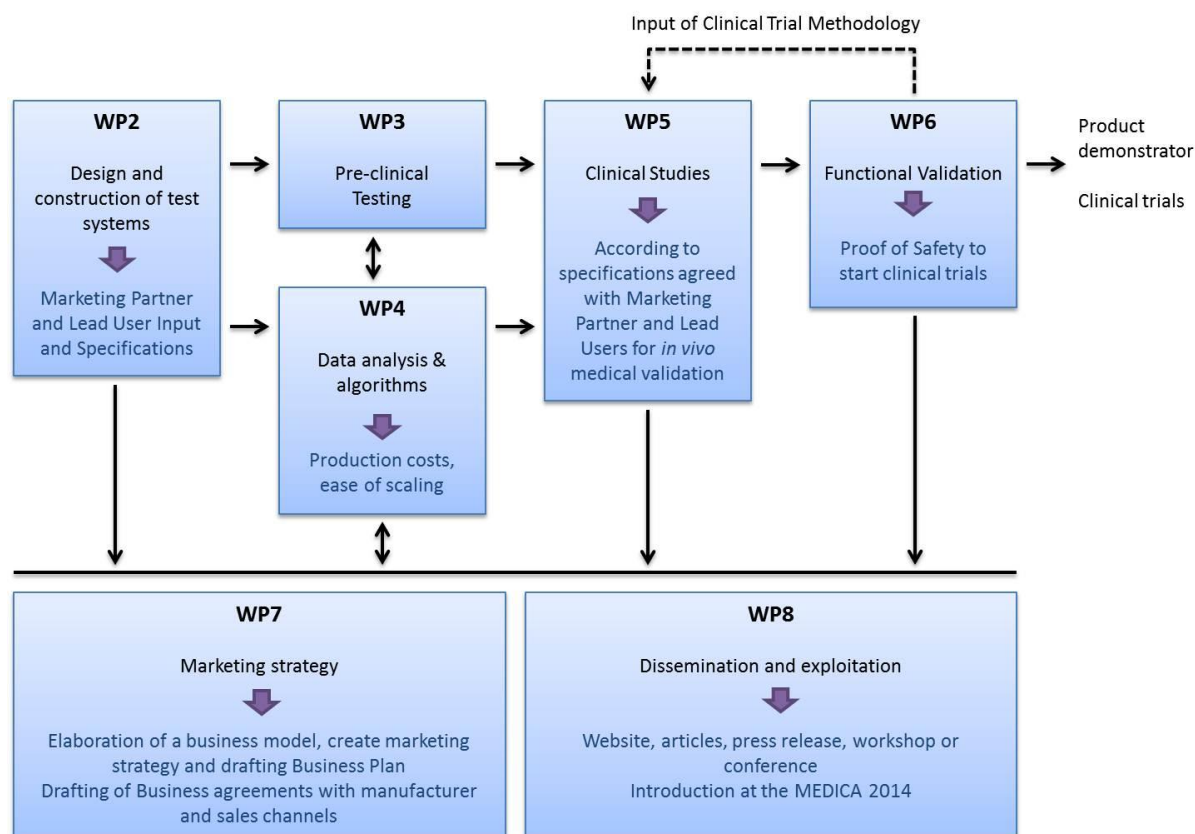 Input of Clinical Trial Methodology
WP2
Design and
construction of test
systems
Marketing Partner
and Lead User Input
and Specifications
WP3
Pre-clinical
Testing
WP4
Data analysis &
algorithms
Production costs,
ease of scaling
WP5
Clinical Studies
According to
specifications agreed
with Marketing
Partner and Lead
Users for in vivo
medical validation
WP6
Functional Validation
Proof of Safety to
start clinical trials
Product
demonstrator
Clinical trials
WP7
Marketing strategy
Elaboration of a business model, create marketing
strategy and drafting Business Plan
Drafting of Business agreements with manufacturer
and sales channels
WP8
Dissemination and exploitation
Website, articles, press release, workshop or
conference
Introduction at the MEDICA 2014